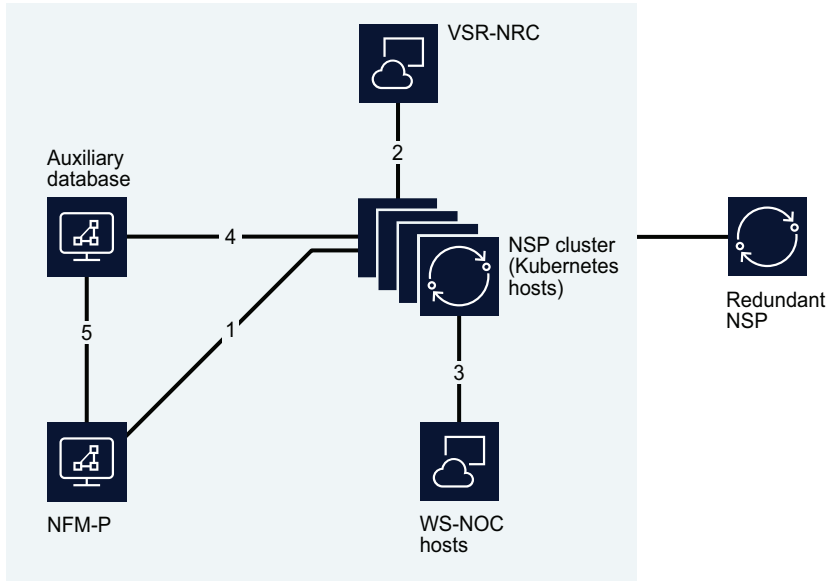 VSR-NRC
2
Auxiliary
database
4
NSP cluster
(Kubernetes
hosts)
Redundant
NSP
5
1
3
NFM-P
WS-NOC
hosts